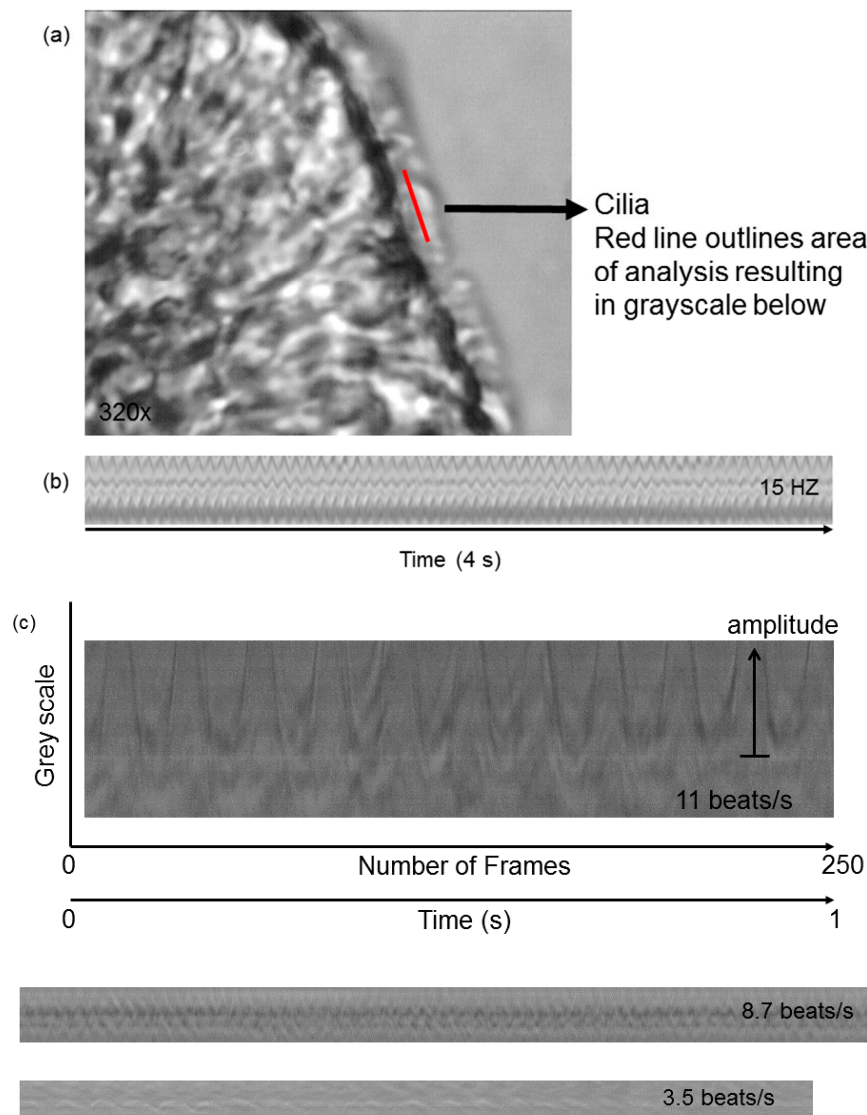 (a)
Cilia
Red line outlines area
of analysis resulting
in grayscale below
320x
(b)
15 HZ
Time (4 s)
(c)
amplitude
Grey scale
11 beats/s
0
Number of Frames
250
0
Time (s)
1
8.7 beats/s
3.5 beats/s